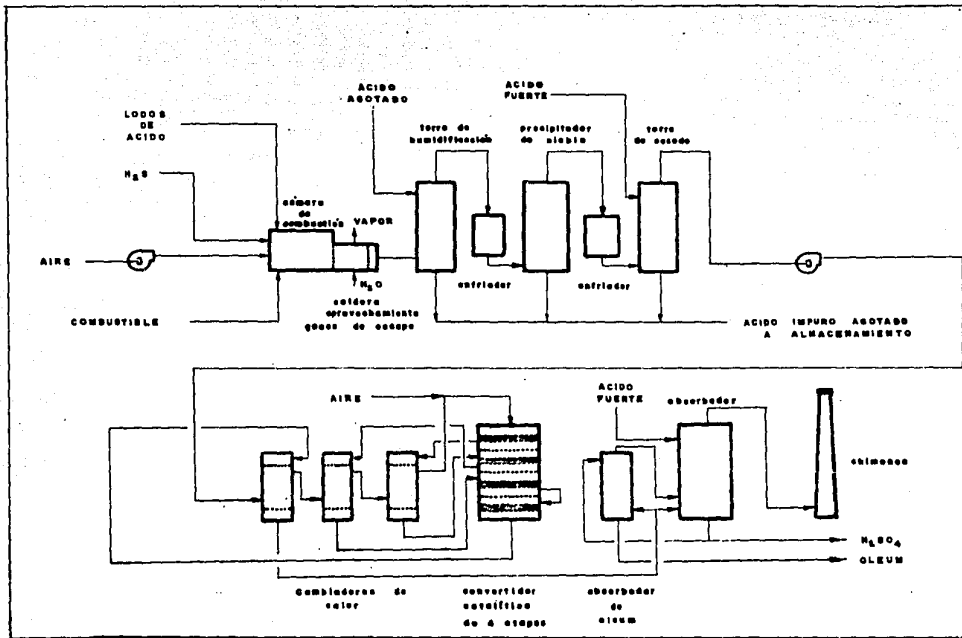 ACIDO
AGOTADO
ACIDO
FUERTE
LODOS
DE
ACIDO
torre de
humidificación
precipitador
de niebla
torre
de secado
H₂S
cámara
de
combustión
VAPOR
AIRE
H₂O
enfriador
enfriador
caldera
aprovechamiento
gases de escape
COMBUSTIBLE
ACIDO IMPURO AGOTADO
A ALMACENAMIENTO
AIRE
ACIDO
FUERTE
absorbedor
chimenea
H₂SO₄
OLEUM
Cambiadores de
calor
convertidor
catalítico
de 4 etapas
absorbedor
de
oleum